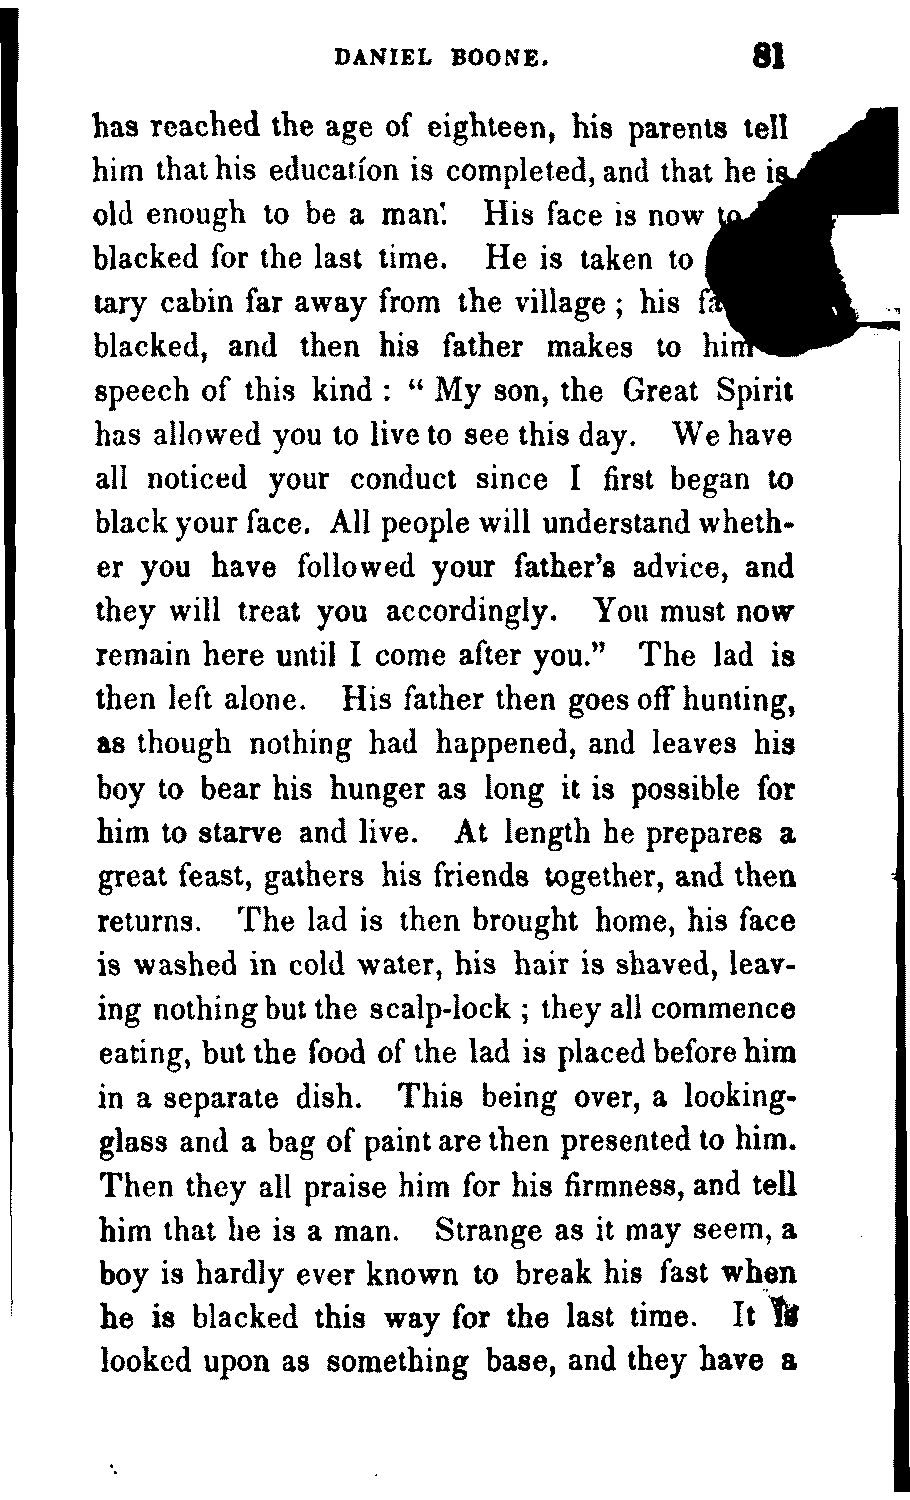 DANIEL BOONE. 81
has reached the age of eighteen, his parents tell
him that his education is completed, and that he is
old enough to be a man! His face is now to
blacked for the last time. He is taken to
tary cabin far away from the village ; his
blacked, and then his father makes to him
speech of this kind : “ My son, the Great Spirit
has allowed you to live to see this day. We have
all noticed your conduct since I first began to
black your face. All people will understand wheth-
er you have followed your father’s advice, and
they will treat you accordingly. You must now
remain here until I come after you.” The lad is
then left alone. His father then goes off hunting,
as though nothing had happened, and leaves his
boy to bear his hunger as long it is possible for
him to starve and live. At length he prepares a
great feast, gathers his friends together, and then
returns. The lad is then brought home, his face
is washed in cold water, his hair is shaved, leav-
ing nothing but the scalp-lock ; they all commence
eating, but the food of the lad is placed before him
in a separate dish. This being over, a looking-
glass and a bag of paint are then presented to him.
Then they all praise him for his firmness, and tell
him that he is a man. Strange as it may seem, a
boy is hardly ever known to break his fast when
he is blacked this way for the last time. It is
looked upon as something base, and they have a